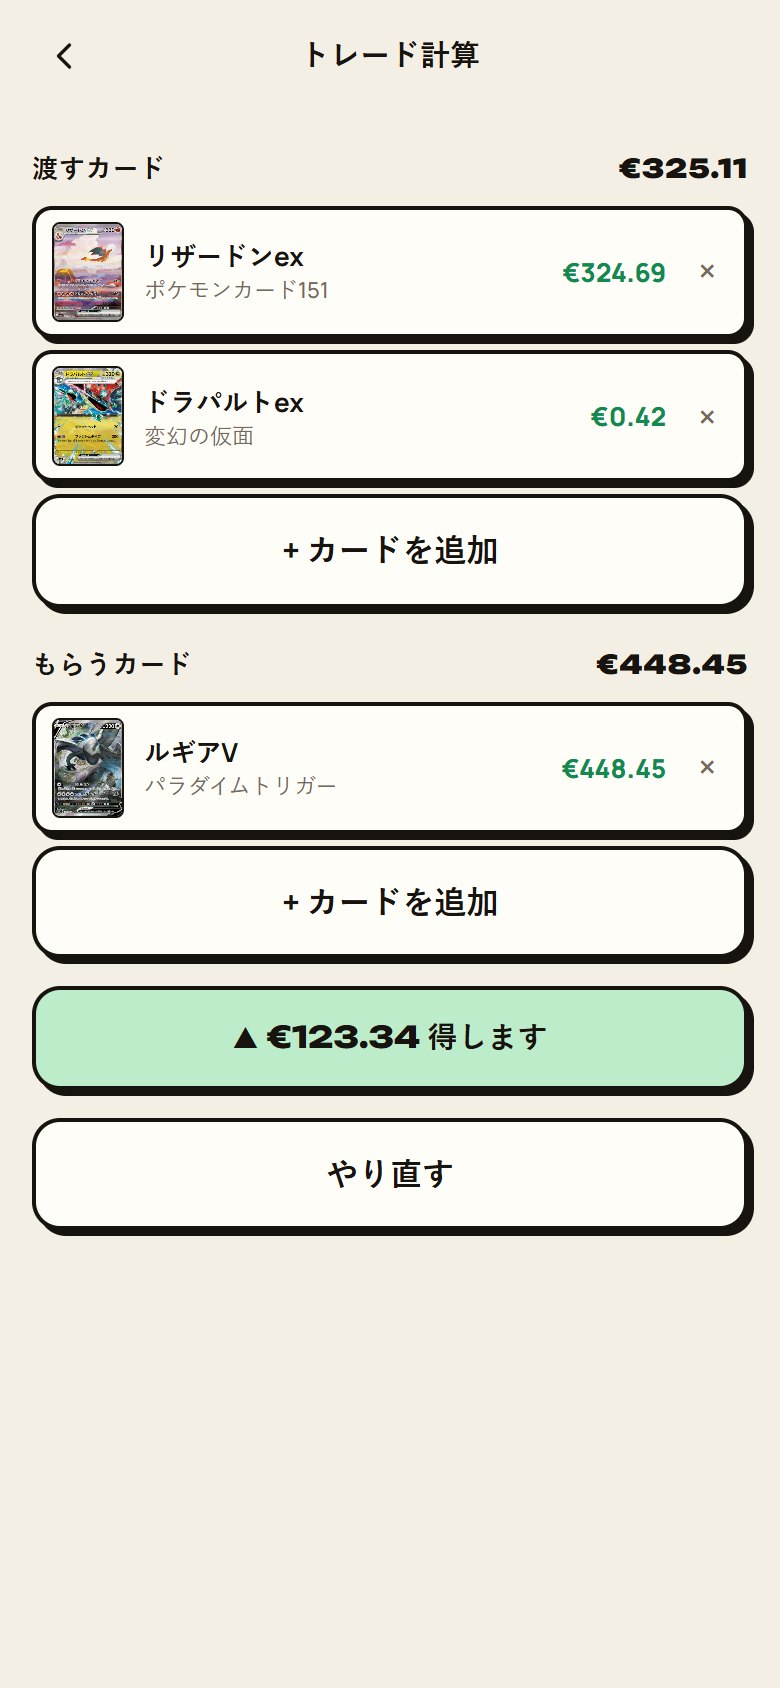 トレード計算
渡すカード
€325.11
リザードンex
ポケモンカード151
€324.69 ×
ドラパルトex
変幻の仮面
€0.42 ×
+ カードを追加
もらうカード
€448.45
ルギアV
パラダイムトリガー
€448.45 ×
+ カードを追加
▲ €123.34 得します
やり直す